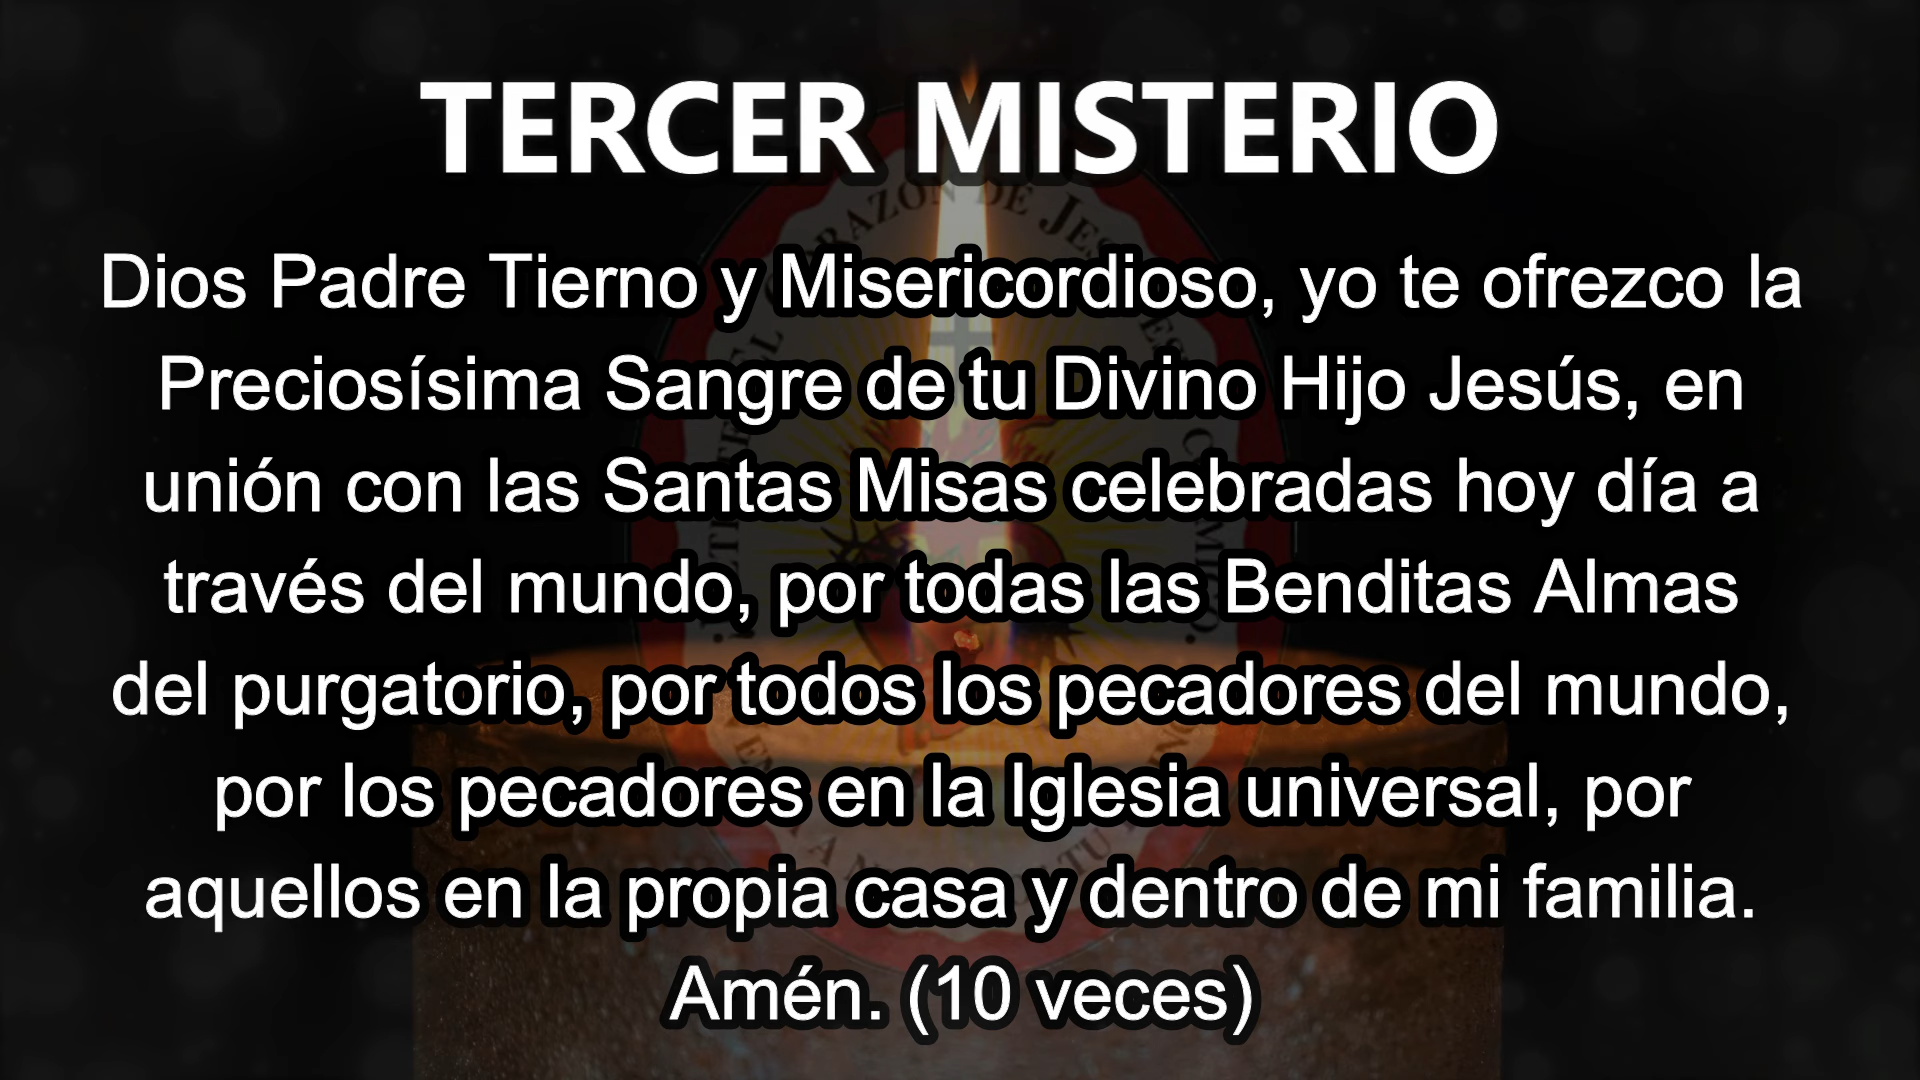 TERCER MISTERIO
Dios Padre Tierno y Misericordioso, yo te ofrezco la
Preciosísima Sangre de tu Divino Hijo Jesús, en
unión con las Santas Misas celebradas hoy día a
través del mundo, por todas las Benditas Almas
del purgatorio, por todos los pecadores del mundo,
por los pecadores en la Iglesia universal, por
aquellos en la propia casa y dentro de mi familia.
Amén. (10 veces)